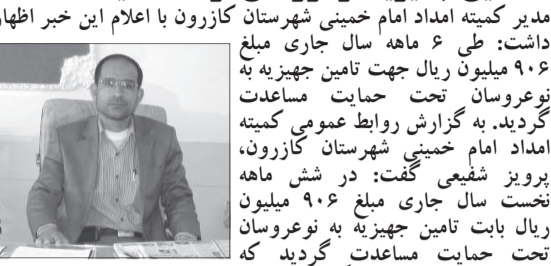 مدیر کمیته امداد امام خمینی شهرستان کازرون با اعلام این خبر اظهار
داشت: طی ۶ ماهه سال جاری مبلغ
۹۰۶ میلیون ریال جهت تامین جهیزیه به
نوعروسان تحت حمایت مساعدت
گردید. به گزارش روابط عمومی کمیته
امداد امام خمینی شهرستان کازرون،
پرویز شفیعی گفت: در شش ماهه
نخست سال جاری مبلغ ۹۰۶ میلیون
ریال بابت تامین جهیزیه به نوعروسان
تحت حمایت مساعدت گردید که